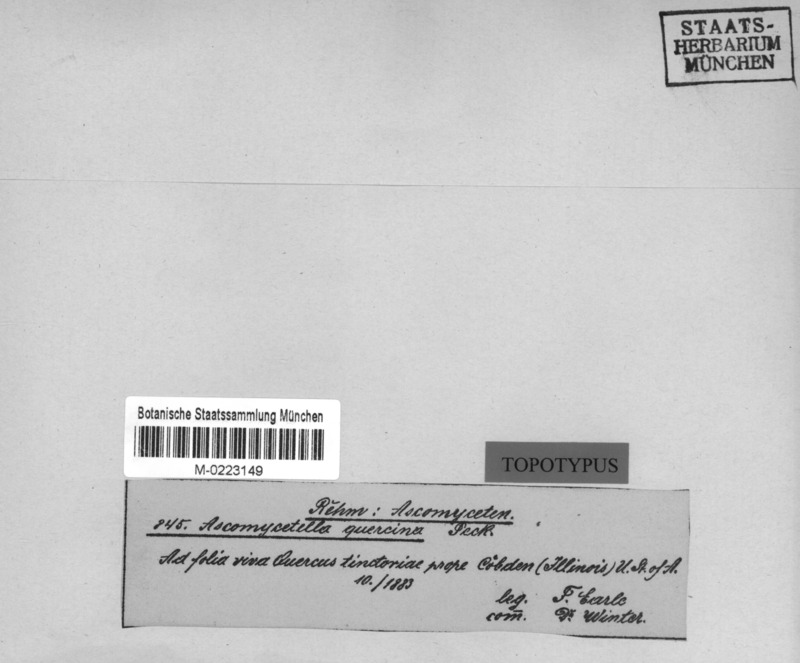 STAATS-
HERBARIUM
MÜNCHEN
Botanische Staatssammlung München
M-0223149
TOPOTYPUS
Rehm: Ascomyceten.
845. Ascomycetella quercina Peck.
Ad folia viva Quercus tinctoriae prope Cobden (Illinois) U. St. of A.
10./1883
leg. F. Earle
com̅. Dr. Winter.